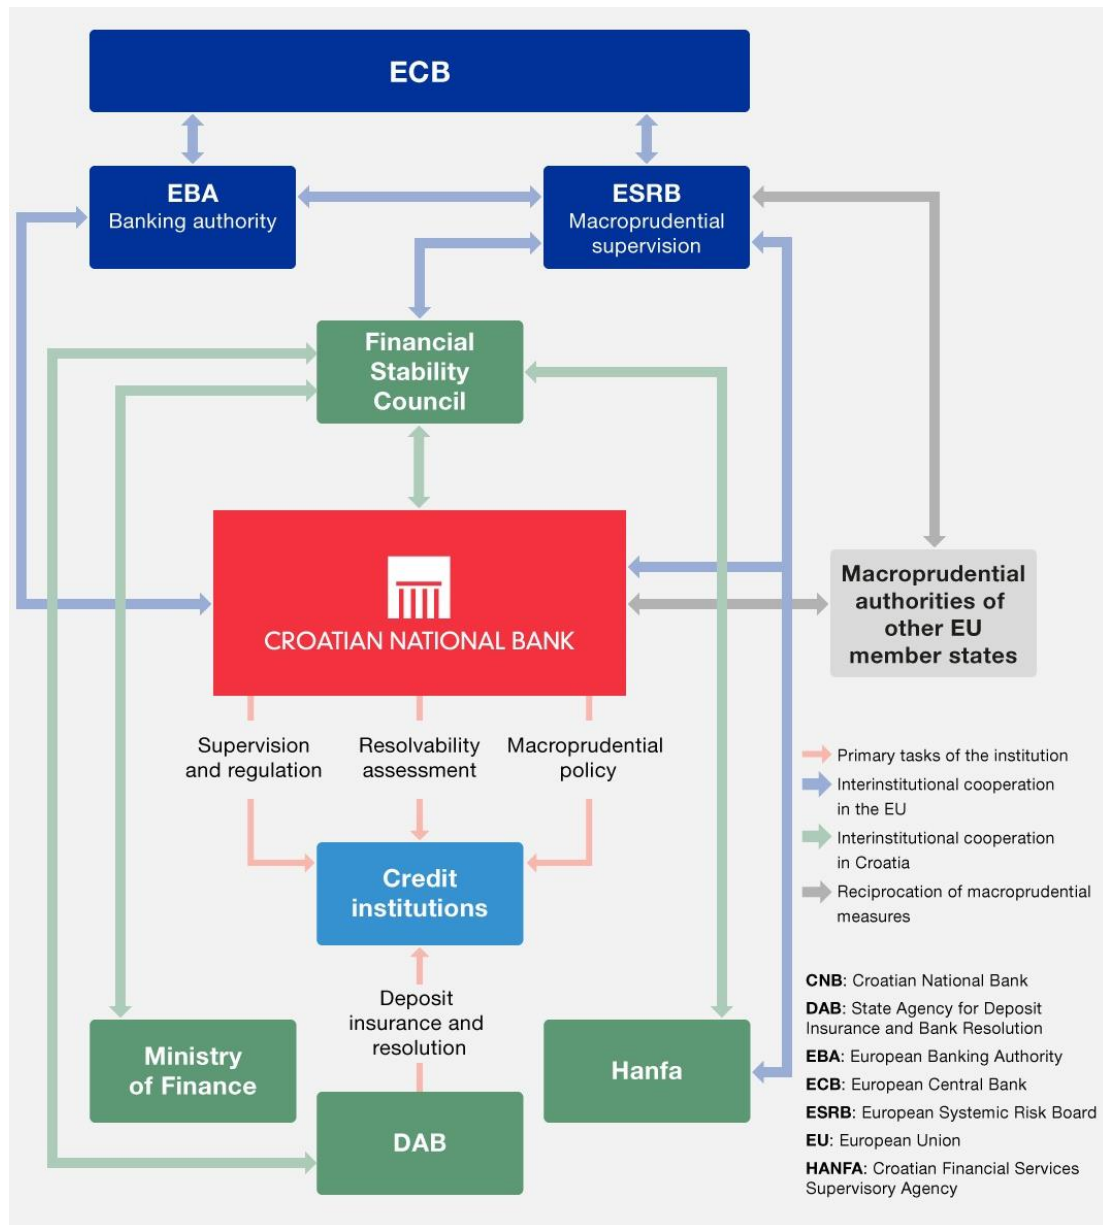 ECB
EBA
Banking authority
ESRB
Macroprudential
supervision
Financial
Stability
Council
CROATIAN NATIONAL BANK
Macroprudential
authorities of
other EU
member states
Supervision
and regulation
Resolvability
assessment
Macroprudential
policy
Credit
institutions
Deposit
insurance and
resolution
Ministry
of Finance
DAB
Hanfa
Primary tasks of the institution
Interinstitutional cooperation
in the EU
Interinstitutional cooperation
in Croatia
Reciprocation of macroprudential
measures
CNB: Croatian National Bank
DAB: State Agency for Deposit
Insurance and Bank Resolution
EBA: European Banking Authority
ECB: European Central Bank
ESRB: European Systemic Risk Board
EU: European Union
HANFA: Croatian Financial Services
Supervisory Agency